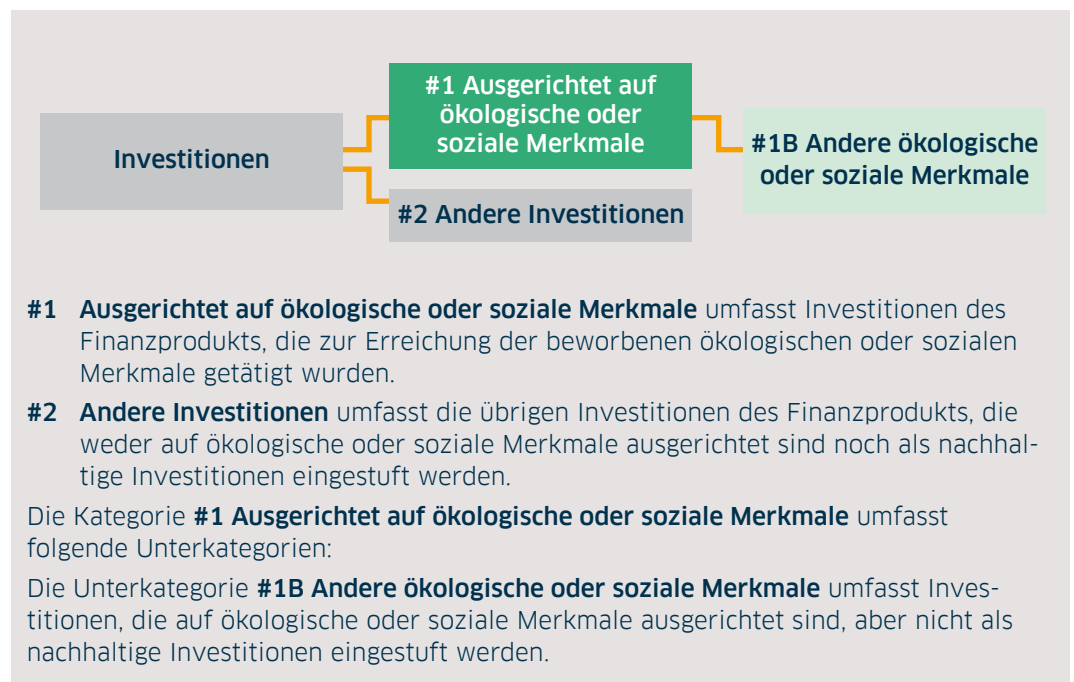 #1 Ausgerichtet auf
ökologische oder
soziale Merkmale
Investitionen
#1B Andere ökologische
oder soziale Merkmale
#2 Andere Investitionen
#1 Ausgerichtet auf ökologische oder soziale Merkmale umfasst Investitionen des
Finanzprodukts, die zur Erreichung der beworbenen ökologischen oder sozialen
Merkmale getätigt wurden.
#2 Andere Investitionen umfasst die übrigen Investitionen des Finanzprodukts, die
weder auf ökologische oder soziale Merkmale ausgerichtet sind noch als nachhal-
tige Investitionen eingestuft werden.
Die Kategorie #1 Ausgerichtet auf ökologische oder soziale Merkmale umfasst
folgende Unterkategorien:
Die Unterkategorie #1B Andere ökologische oder soziale Merkmale umfasst Inves-
titionen, die auf ökologische oder soziale Merkmale ausgerichtet sind, aber nicht als
nachhaltige Investitionen eingestuft werden.